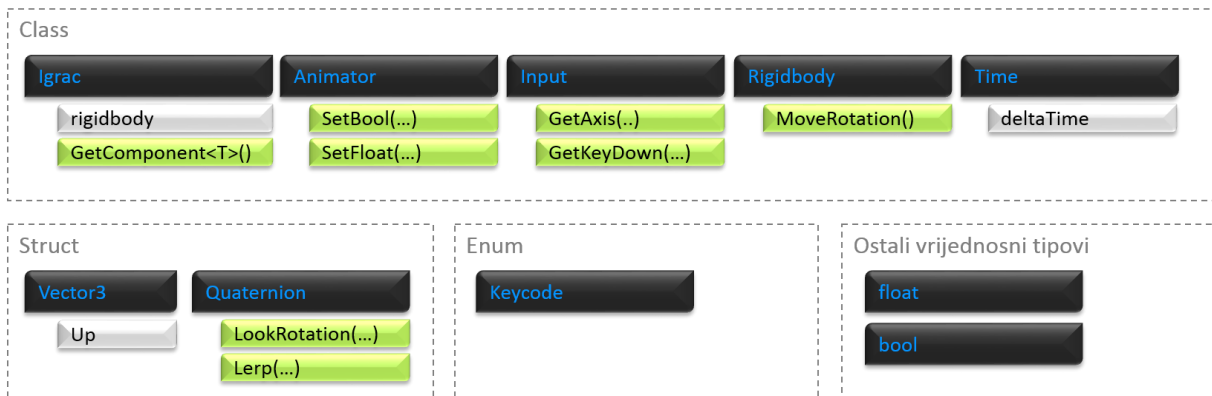 Class
Igrac
Animator
Input
Rigidbody
Time
rigidbody
SetBool(...)
GetAxis(..)
MoveRotation()
deltaTime
GetComponent<T>()
SetFloat(...)
GetKeyDown(...)
Struct
Vector3
Quaternion
Up
LookRotation(...)
Lerp(...)
Enum
Keycode
Ostali vrijednosni tipovi
float
bool